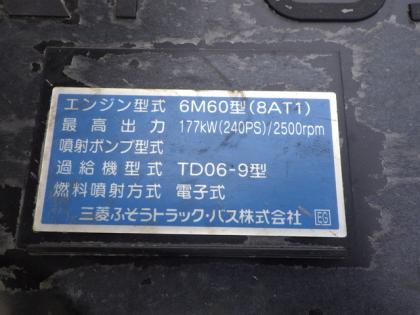 エンジン型式 6M60型(8AT1)
最高出力 177kW(240PS)/2500rpm
噴射ポンプ型式
過給機型式 TD06-9型
燃料噴射方式 電子式
三菱ふそうトラック・バス株式会社 EG